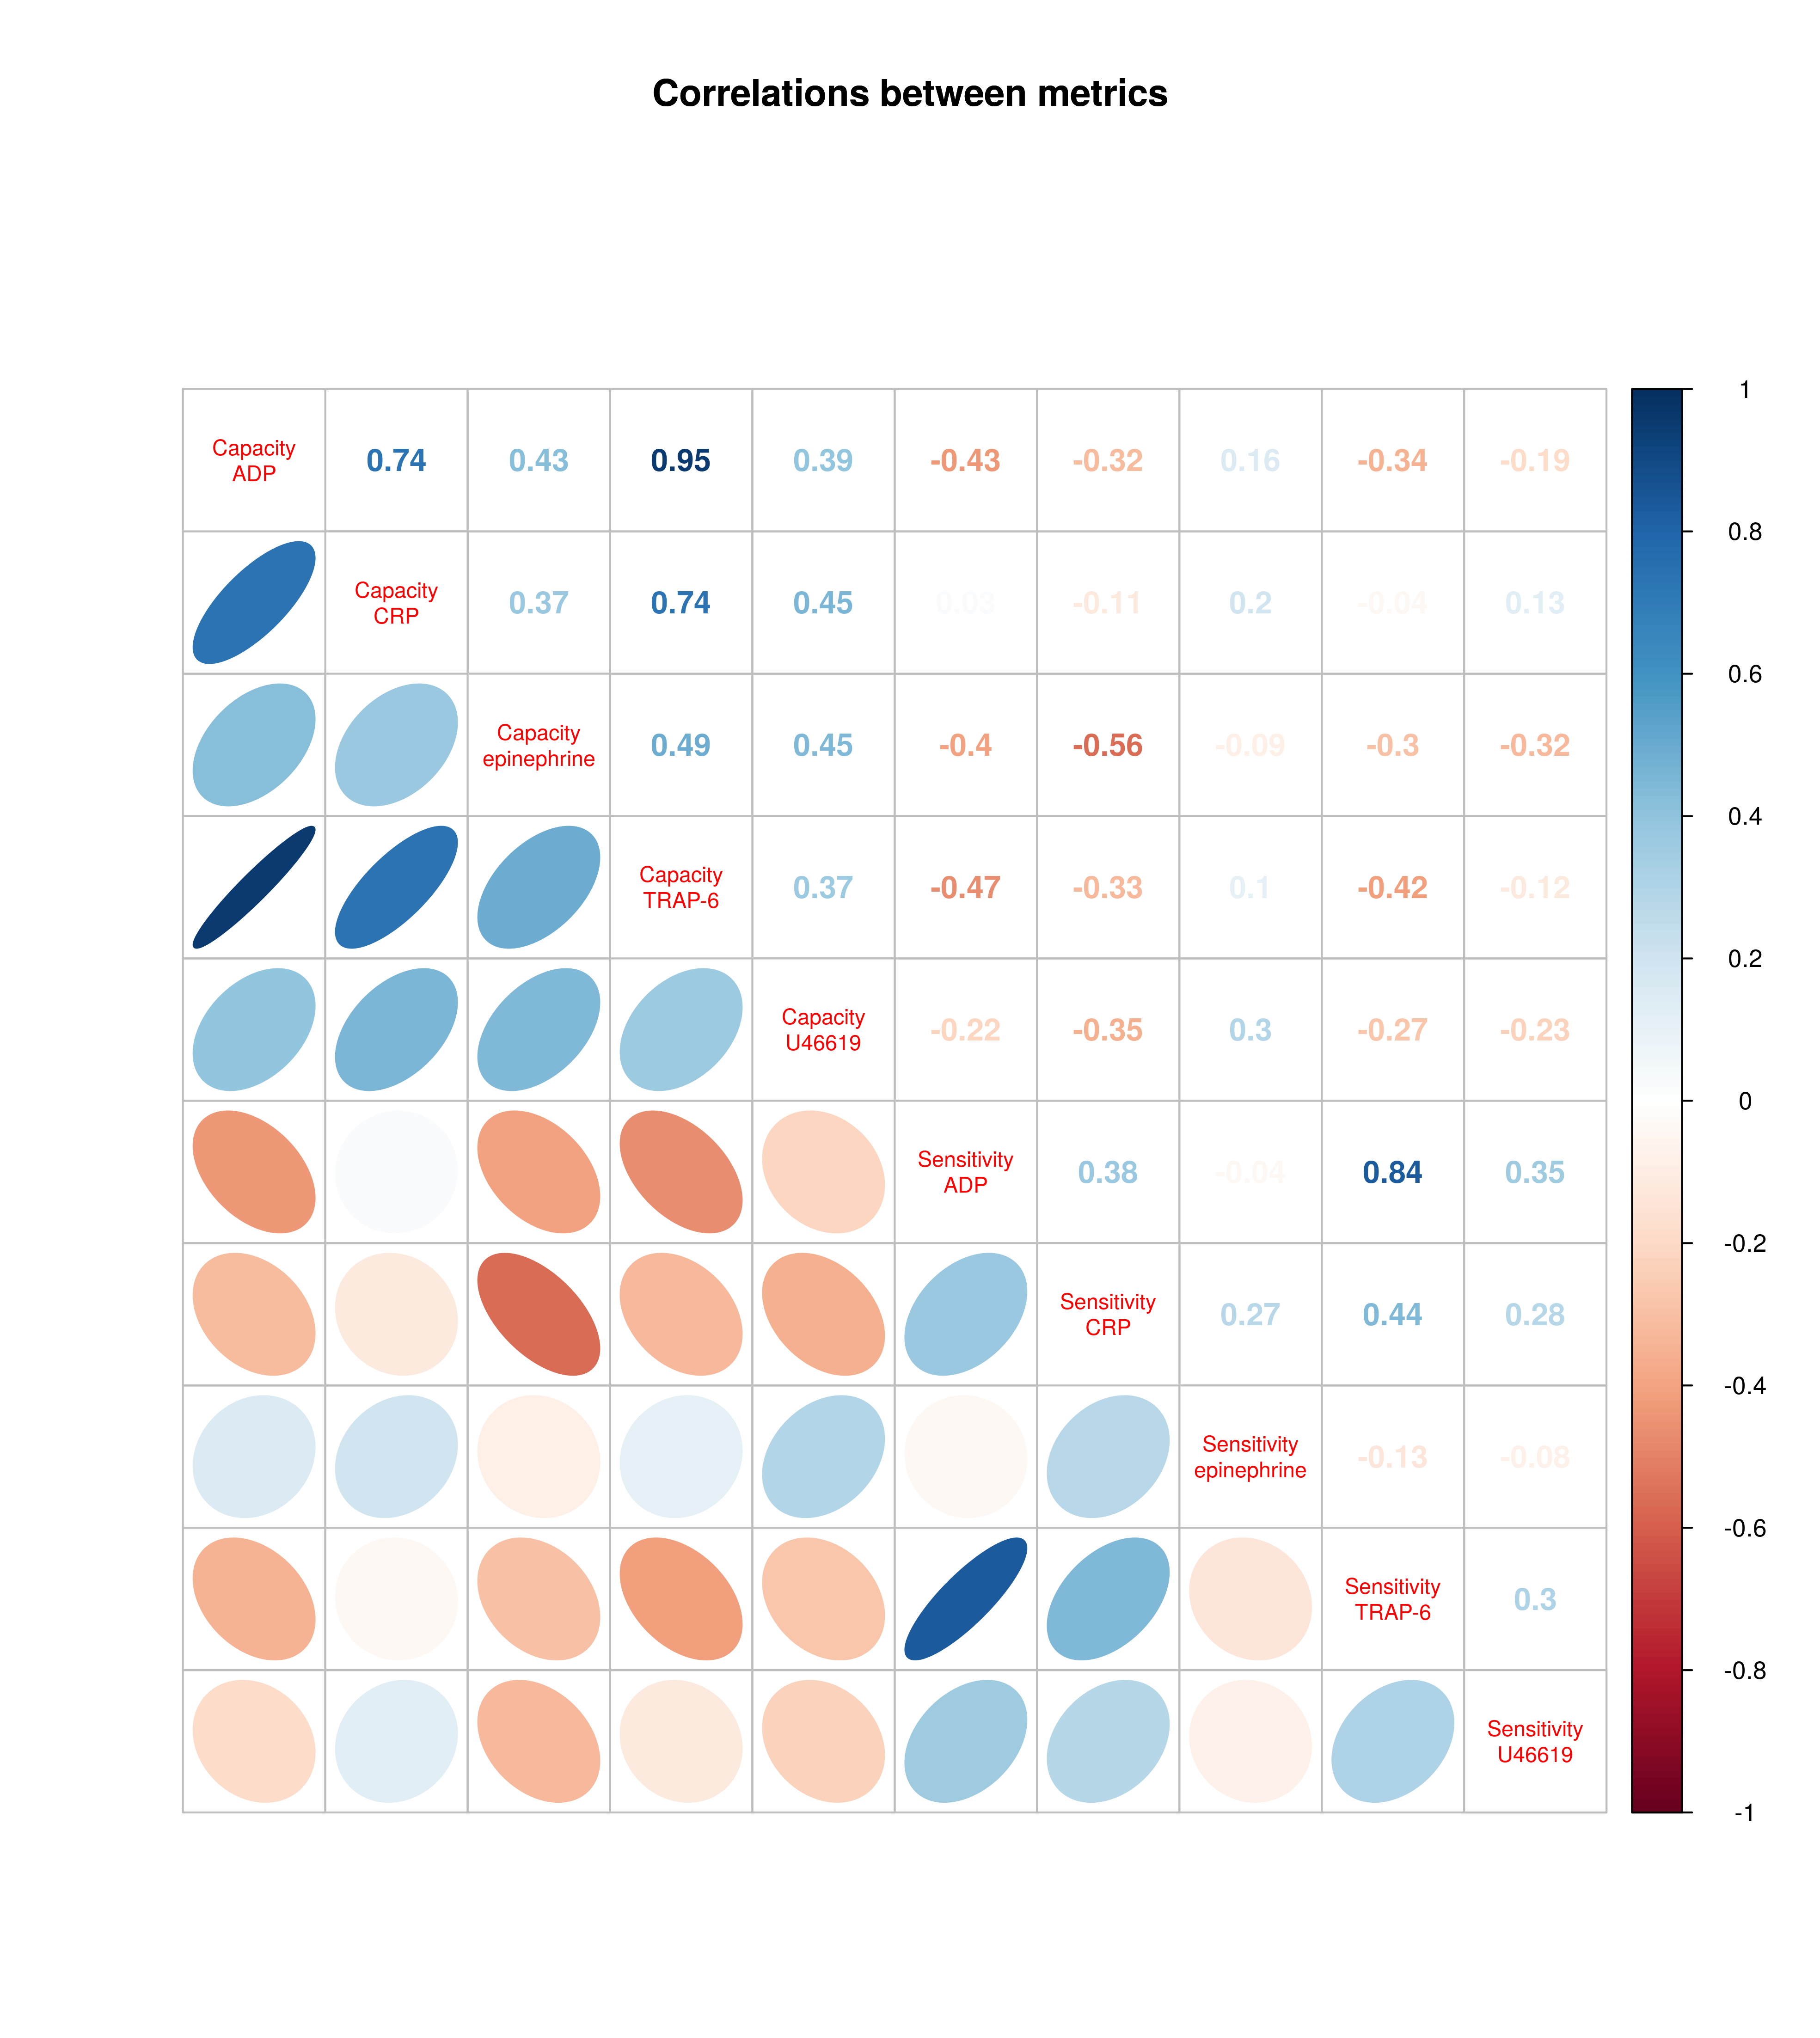 Correlations between metrics
Capacity
ADP
0.74 0.43 0.95 0.39 -0.43 -0.32 0.16 -0.34 -0.19
Capacity
CRP
0.37 0.74 0.45 0.03 -0.11 0.2 -0.04 0.13
Capacity
epinephrine
0.49 0.45 -0.4 -0.56 -0.09 -0.3 -0.32
Capacity
TRAP-6
0.37 -0.47 -0.33 0.1 -0.42 -0.12
Capacity
U46619
-0.22 -0.35 0.3 -0.27 -0.23
Sensitivity
ADP
0.38 -0.04 0.84 0.35
Sensitivity
CRP
0.27 0.44 0.28
Sensitivity
epinephrine
-0.13 -0.08
Sensitivity
TRAP-6
0.3
Sensitivity
U46619
1
0.8
0.6
0.4
0.2
0
-0.2
-0.4
-0.6
-0.8
-1